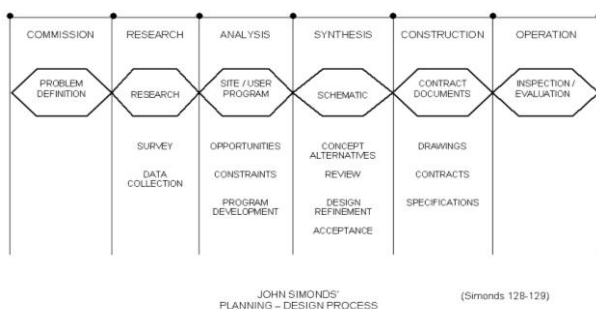 COMMISSION RESEARCH ANALYSIS SYNTHESIS CONSTRUCTION OPERATION
PROBLEM
DEFINITION
RESEARCH
SITE / USER
PROGRAM
SCHEMATIC
CONTRACT
DOCUMENTS
INSPECTION /
EVALUATION
SURVEY
DATA
COLLECTION
OPPORTUNITIES
CONSTRAINTS
PROGRAM
DEVELOPMENT
CONCEPT
ALTERNATIVES
REVIEW
DESIGN
REFINEMENT
ACCEPTANCE
DRAWINGS
CONTRACTS
SPECIFICATIONS
JOHN SIMONDS'
PLANNING – DESIGN PROCESS
(Simonds 128-129)